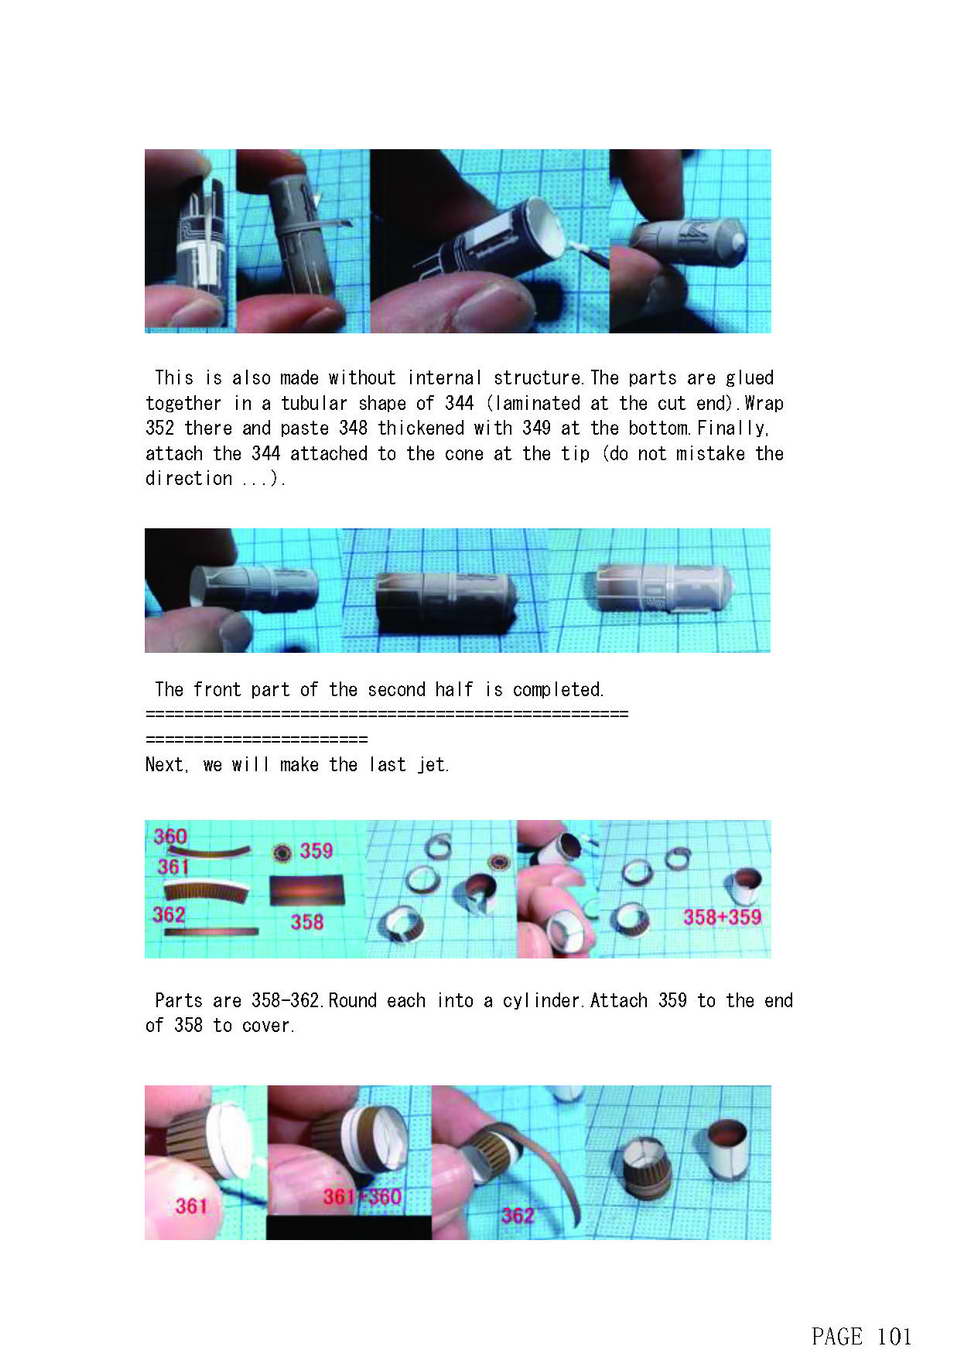 This is also made without internal structure.The parts are glued
together in a tubular shape of 344 (laminated at the cut end).Wrap
352 there and paste 348 thickened with 349 at the bottom.Finally,
attach the 344 attached to the cone at the tip (do not mistake the
direction ...).
The front part of the second half is completed.
==================================================
=======================
Next, we will make the last jet.
360
359
361
362
358
358+359
Parts are 358-362.Round each into a cylinder.Attach 359 to the end
of 358 to cover.
361
361+360
362
PAGE 101